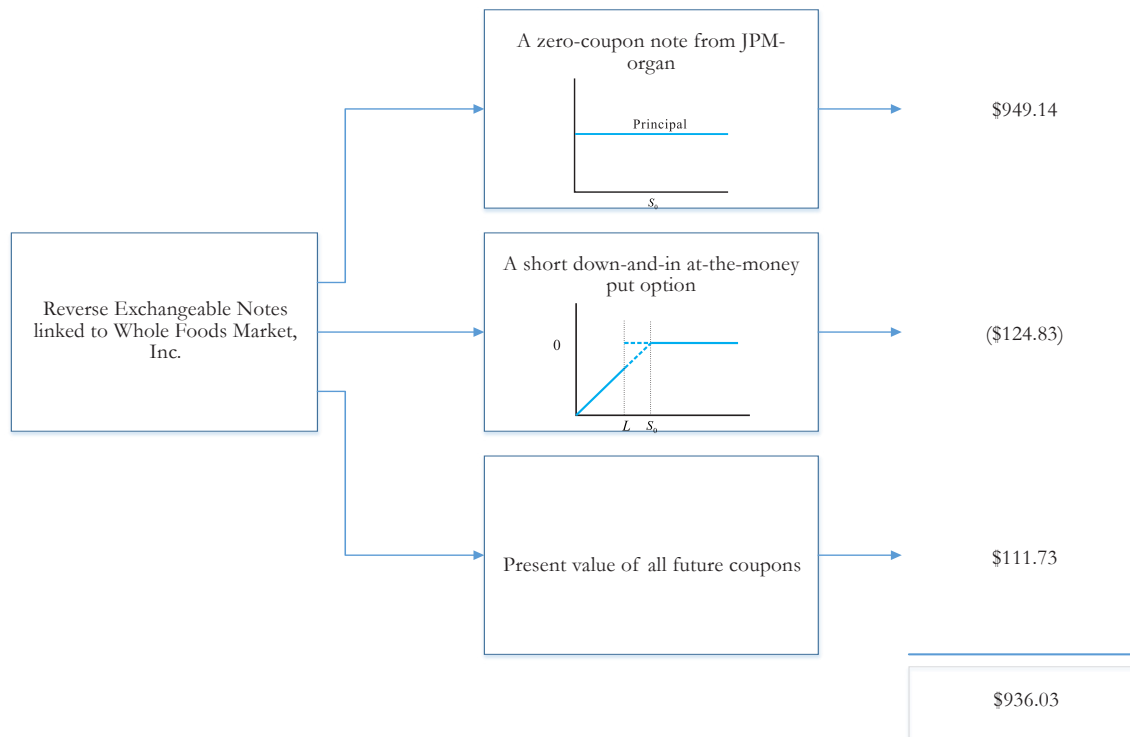 A zero-coupon note from JPM-
organ
Principal
S₀
$949.14
Reverse Exchangeable Notes
linked to Whole Foods Market,
Inc.
A short down-and-in at-the-money
put option
0
L S₀
($124.83)
Present value of all future coupons
$111.73
$936.03